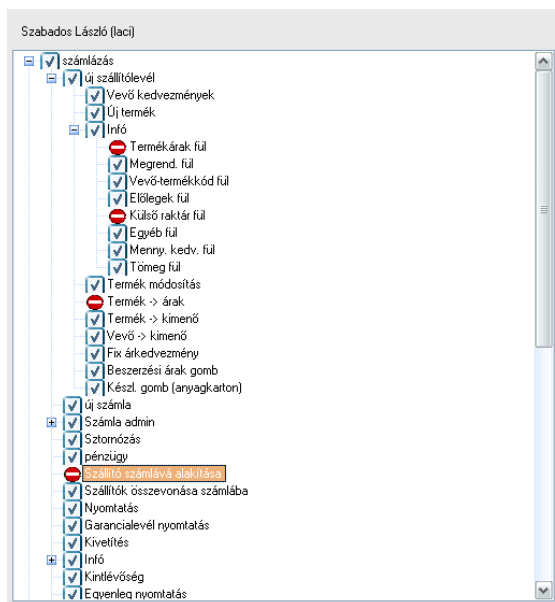 Szabados László (laci)
számlázás
új szállítólevél
Vevő kedvezmények
Új termék
Infó
Termékárak fül
Megrend. fül
Vevő-termékkód fül
Előlegek fül
Külső raktár fül
Egyéb fül
Menny. kedv. fül
Tömeg fül
Termék módosítás
Termék -> árak
Termék -> kimenő
Vevő -> kimenő
Fix árkedvezmény
Beszerzési árak gomb
Készl. gomb (anyagkarton)
új számla
Számla admin
Sztornózás
pénzügy
Szállító számlává alakítása
Szállítók összevonása számlába
Nyomtatás
Garancialevél nyomtatás
Kivetítés
Infó
Kintlévőség
Egyenleg nyomtatás